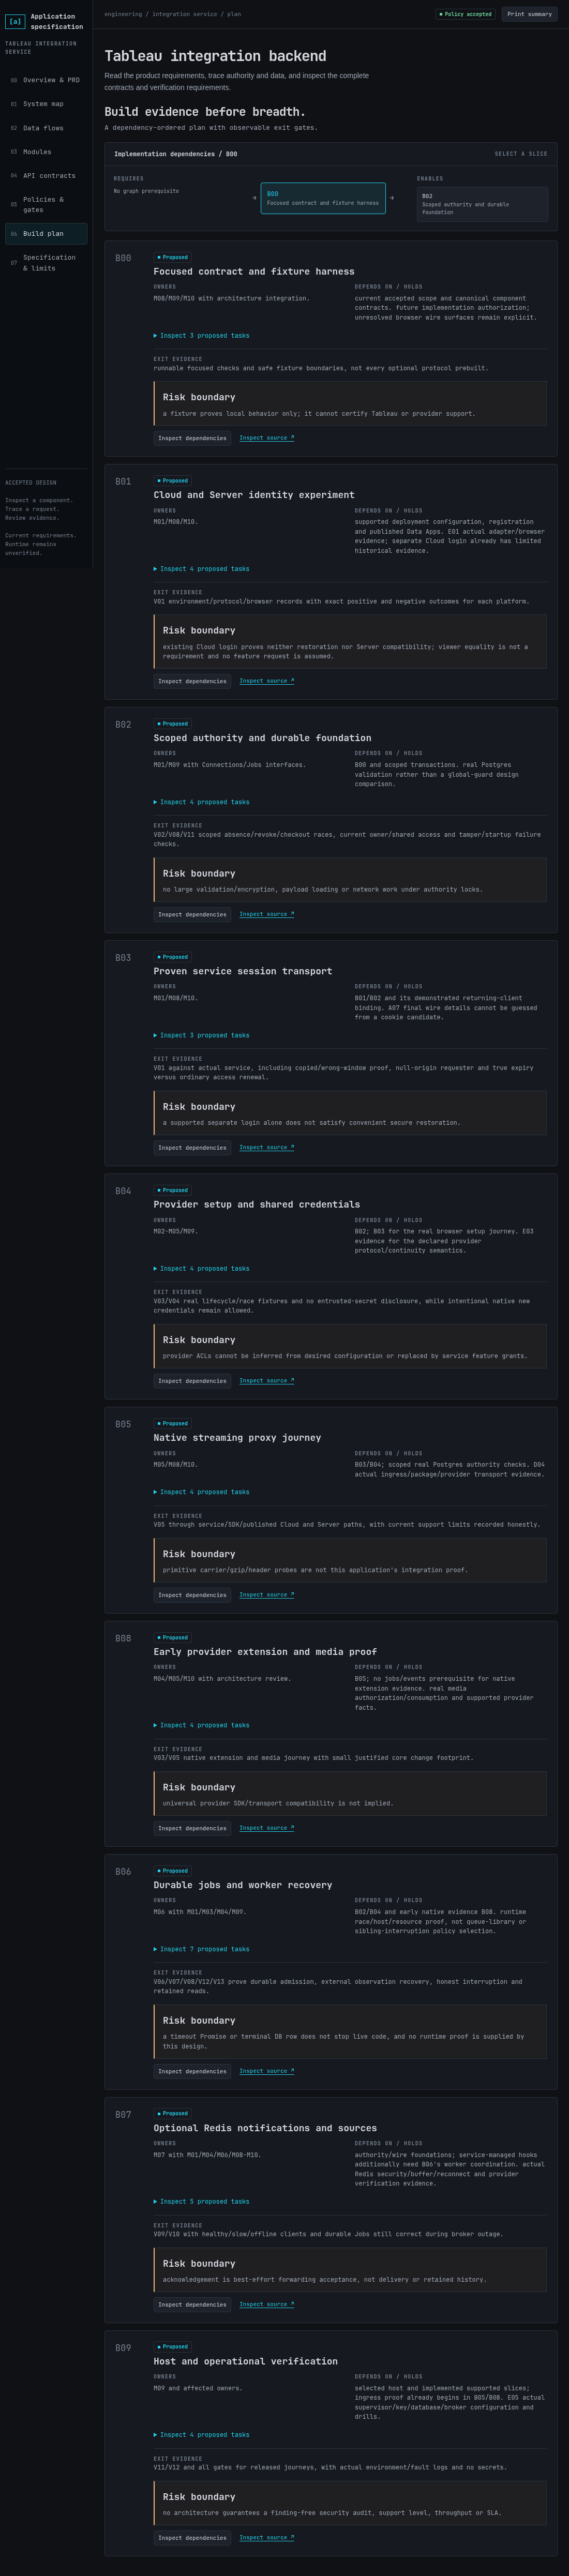 [a] Application
specification
TABLEAU INTEGRATION
SERVICE
00 Overview & PRD
01 System map
02 Data flows
03 Modules
04 API contracts
05 Policies &
gates
06 Build plan
07 Specification
& limits
ACCEPTED DESIGN
Inspect a component.
Trace a request.
Review evidence.
Current requirements.
Runtime remains
unverified.
engineering / integration service / plan
Policy accepted
Print summary
Tableau integration backend
Read the product requirements, trace authority and data, and inspect the complete
contracts and verification requirements.
Build evidence before breadth.
A dependency-ordered plan with observable exit gates.
Implementation dependencies / B00
SELECT A SLICE
REQUIRES
No graph prerequisite
→
B00
Focused contract and fixture harness
→
ENABLES
B02
Scoped authority and durable
foundation
B00
Proposed
Focused contract and fixture harness
OWNERS
M08/M09/M10 with architecture integration.
DEPENDS ON / HOLDS
current accepted scope and canonical component
contracts. future implementation authorization;
unresolved browser wire surfaces remain explicit.
▶ Inspect 3 proposed tasks
EXIT EVIDENCE
runnable focused checks and safe fixture boundaries, not every optional protocol prebuilt.
Risk boundary
a fixture proves local behavior only; it cannot certify Tableau or provider support.
Inspect dependencies
Inspect source ↗
B01
Proposed
Cloud and Server identity experiment
OWNERS
M01/M08/M10.
DEPENDS ON / HOLDS
supported deployment configuration, registration
and published Data Apps. E01 actual adapter/browser
evidence; separate Cloud login already has limited
historical evidence.
▶ Inspect 4 proposed tasks
EXIT EVIDENCE
V01 environment/protocol/browser records with exact positive and negative outcomes for each platform.
Risk boundary
existing Cloud login proves neither restoration nor Server compatibility; viewer equality is not a
requirement and no feature request is assumed.
Inspect dependencies
Inspect source ↗
B02
Proposed
Scoped authority and durable foundation
OWNERS
M01/M09 with Connections/Jobs interfaces.
DEPENDS ON / HOLDS
B00 and scoped transactions. real Postgres
validation rather than a global-guard design
comparison.
▶ Inspect 4 proposed tasks
EXIT EVIDENCE
V02/V08/V11 scoped absence/revoke/checkout races, current owner/shared access and tamper/startup failure
checks.
Risk boundary
no large validation/encryption, payload loading or network work under authority locks.
Inspect dependencies
Inspect source ↗
B03
Proposed
Proven service session transport
OWNERS
M01/M08/M10.
DEPENDS ON / HOLDS
B01/B02 and its demonstrated returning-client
binding. A07 final wire details cannot be guessed
from a cookie candidate.
▶ Inspect 3 proposed tasks
EXIT EVIDENCE
V01 against actual service, including copied/wrong-window proof, null-origin requester and true expiry
versus ordinary access renewal.
Risk boundary
a supported separate login alone does not satisfy convenient secure restoration.
Inspect dependencies
Inspect source ↗
B04
Proposed
Provider setup and shared credentials
OWNERS
M02-M05/M09.
DEPENDS ON / HOLDS
B02; B03 for the real browser setup journey. E03
evidence for the declared provider
protocol/continuity semantics.
▶ Inspect 4 proposed tasks
EXIT EVIDENCE
V03/V04 real lifecycle/race fixtures and no entrusted-secret disclosure, while intentional native new
credentials remain allowed.
Risk boundary
provider ACLs cannot be inferred from desired configuration or replaced by service feature grants.
Inspect dependencies
Inspect source ↗
B05
Proposed
Native streaming proxy journey
OWNERS
M05/M08/M10.
DEPENDS ON / HOLDS
B03/B04; scoped real Postgres authority checks. D04
actual ingress/package/provider transport evidence.
▶ Inspect 4 proposed tasks
EXIT EVIDENCE
V05 through service/SDK/published Cloud and Server paths, with current support limits recorded honestly.
Risk boundary
primitive carrier/gzip/header probes are not this application's integration proof.
Inspect dependencies
Inspect source ↗
B08
Proposed
Early provider extension and media proof
OWNERS
M04/M05/M10 with architecture review.
DEPENDS ON / HOLDS
B05; no jobs/events prerequisite for native
extension evidence. real media
authorization/consumption and supported provider
facts.
▶ Inspect 4 proposed tasks
EXIT EVIDENCE
V03/V05 native extension and media journey with small justified core change footprint.
Risk boundary
universal provider SDK/transport compatibility is not implied.
Inspect dependencies
Inspect source ↗
B06
Proposed
Durable jobs and worker recovery
OWNERS
M06 with M01/M03/M04/M09.
DEPENDS ON / HOLDS
B02/B04 and early native evidence B08. runtime
race/host/resource proof, not queue-library or
sibling-interruption policy selection.
▶ Inspect 7 proposed tasks
EXIT EVIDENCE
V06/V07/V08/V12/V13 prove durable admission, external observation recovery, honest interruption and
retained reads.
Risk boundary
a timeout Promise or terminal DB row does not stop live code, and no runtime proof is supplied by
this design.
Inspect dependencies
Inspect source ↗
B07
Proposed
Optional Redis notifications and sources
OWNERS
M07 with M01/M04/M06/M08-M10.
DEPENDS ON / HOLDS
authority/wire foundations; service-managed hooks
additionally need B06's worker coordination. actual
Redis security/buffer/reconnect and provider
verification evidence.
▶ Inspect 5 proposed tasks
EXIT EVIDENCE
V09/V10 with healthy/slow/offline clients and durable Jobs still correct during broker outage.
Risk boundary
acknowledgement is best-effort forwarding acceptance, not delivery or retained history.
Inspect dependencies
Inspect source ↗
B09
Proposed
Host and operational verification
OWNERS
M09 and affected owners.
DEPENDS ON / HOLDS
selected host and implemented supported slices;
ingress proof already begins in B05/B08. E05 actual
supervisor/key/database/broker configuration and
drills.
▶ Inspect 4 proposed tasks
EXIT EVIDENCE
V11/V12 and all gates for released journeys, with actual environment/fault logs and no secrets.
Risk boundary
no architecture guarantees a finding-free security audit, support level, throughput or SLA.
Inspect dependencies
Inspect source ↗